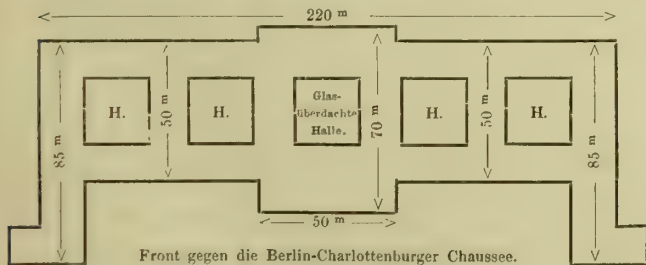 220 m
85 m
50 m
70 m
50 m
85 m
H.
H.
Glas-
überdachte
Halle.
H.
H.
50 m
Front gegen die Berlin-Charlottenburger Chaussee.